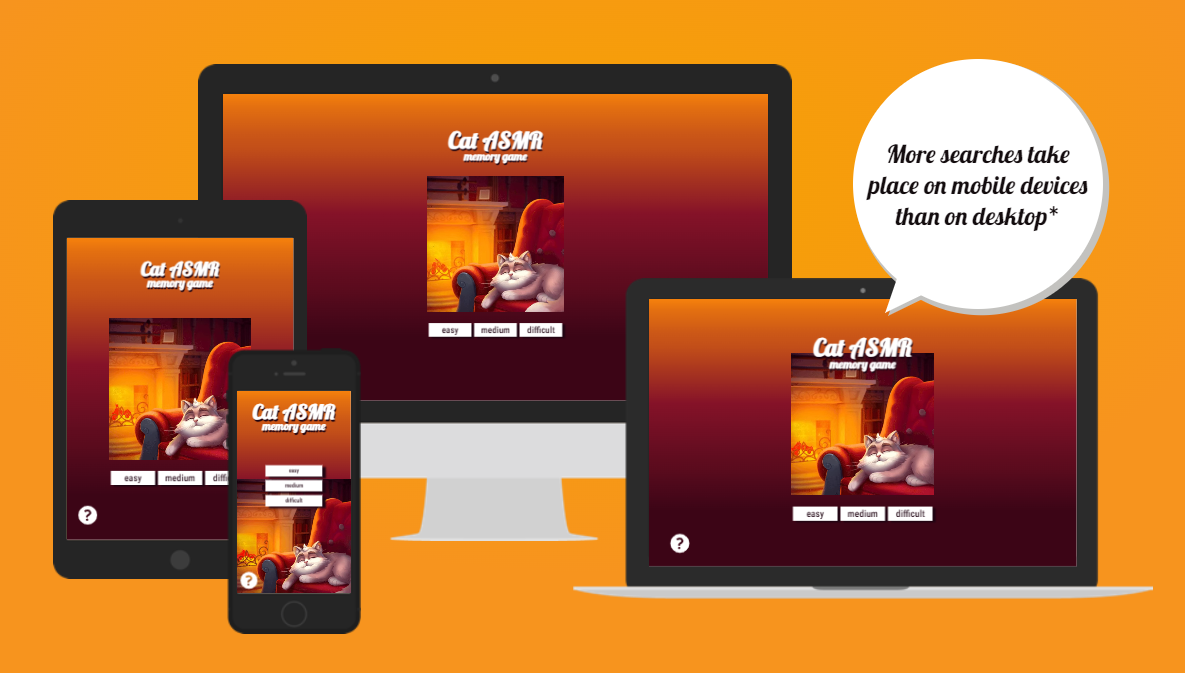 Cat ASMR
memory game
easy medium difficult
More searches take
place on mobile devices
than on desktop*
Cat ASMR
memory game
easy medium diffi
?
Cat ASMR
memory game
easy
medium
difficult
?
Cat ASMR
memory game
easy medium difficult
?